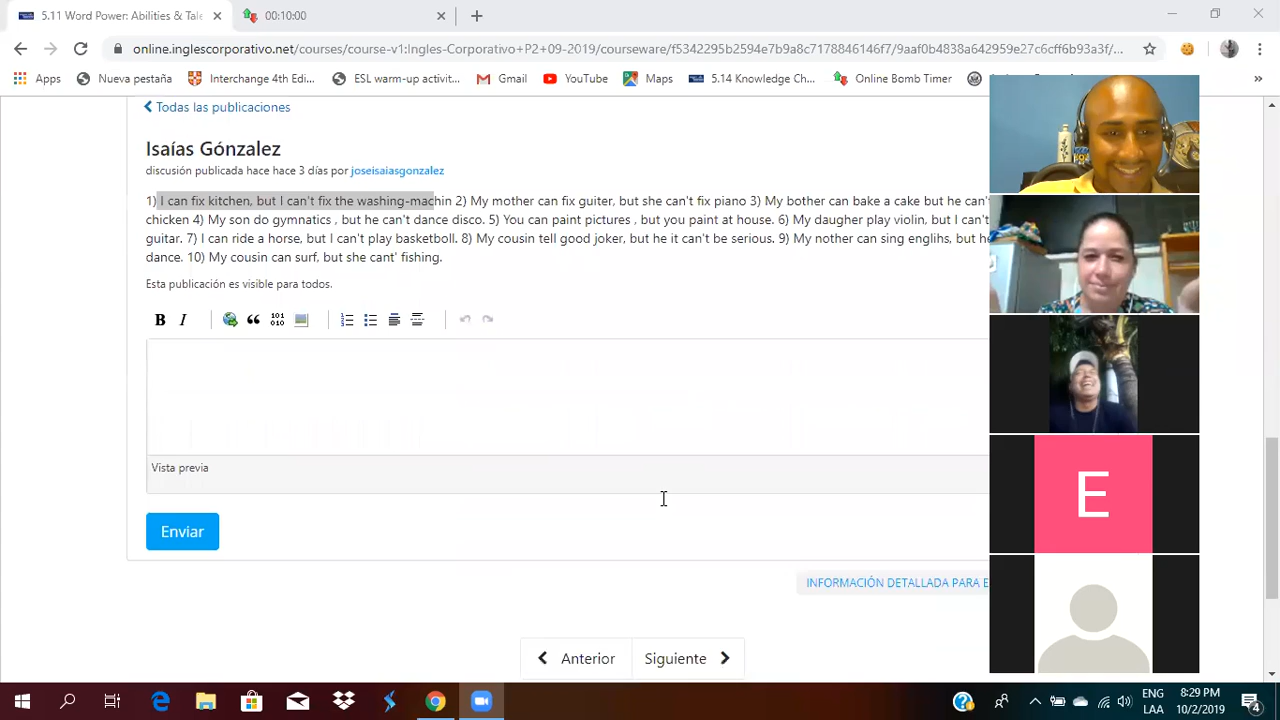 5.11 Word Power: Abilities & Tale
00:10:00
online.inglescorporativo.net/courses/course-v1:Ingles-Corporativo+P2+09-2019/courseware/f5342295b2594e7b9a8c7178846146f7/9aaf0b4838a642959e27c6cff6b93a3f/...
Apps
Nueva pestaña
Interchange 4th Edi...
ESL warm-up activit...
Gmail
YouTube
Maps
5.14 Knowledge Ch...
Online Bomb Timer
Todas las publicaciones
Isaías Gónzalez
discusión publicada hace hace 3 días por joseisaiasgonzalez
1) I can fix kitchen, but I can't fix the washing-machin 2) My mother can fix guiter, but she can't fix piano 3) My bother can bake a cake but he can't
chicken 4) My son do gymnatics , but he can't dance disco. 5) You can paint pictures , but you paint at house. 6) My daugher play violin, but I can't
guitar. 7) I can ride a horse, but I can't play basketboll. 8) My cousin tell good joker, but he it can't be serious. 9) My nother can sing englihs, but he
dance. 10) My cousin can surf. but she cant' fishing.
Esta publicación es visible para todos.
B I
101
010
Vista previa
Enviar
INFORMACIÓN DETALLADA PARA E
Anterior
Siguiente
E
ENG
LAA
8:29 PM
10/2/2019
4